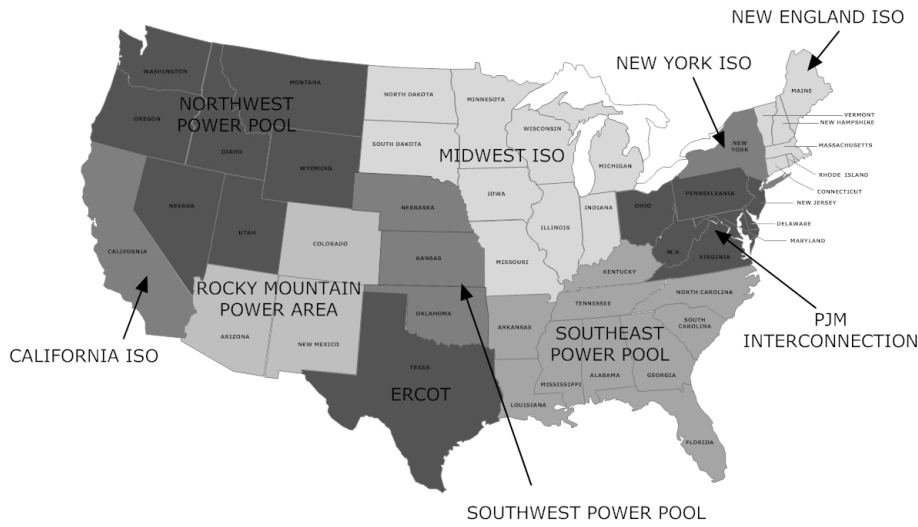 NEW ENGLAND ISO
NEW YORK ISO
WASHINGTON
MONTANA
NORTH DAKOTA
MINNESOTA
MAINE
NORTHWEST
POWER POOL
OREGON
IDAHO
WYOMING
SOUTH DAKOTA
WISCONSIN
MIDWEST ISO
MICHIGAN
NEW
YORK
VERMONT
NEW HAMPSHIRE
MASSACHUSETTS
RHODE ISLAND
CONNECTICUT
NEW JERSEY
DELAWARE
MARYLAND
NEVADA
UTAH
NEBRASKA
IOWA
ILLINOIS
INDIANA
OHIO
PENNSYLVANIA
CALIFORNIA
COLORADO
KANSAS
MISSOURI
KENTUCKY
W.V.
VIRGINIA
ROCKY MOUNTAIN
POWER AREA
ARIZONA
NEW MEXICO
OKLAHOMA
ARKANSAS
TENNESSEE
NORTH CAROLINA
SOUTH
CAROLINA
SOUTHEAST
POWER POOL
PJM
INTERCONNECTION
CALIFORNIA ISO
TEXAS
ERCOT
LOUISIANA
MISSISSIPPI
ALABAMA
GEORGIA
FLORIDA
SOUTHWEST POWER POOL